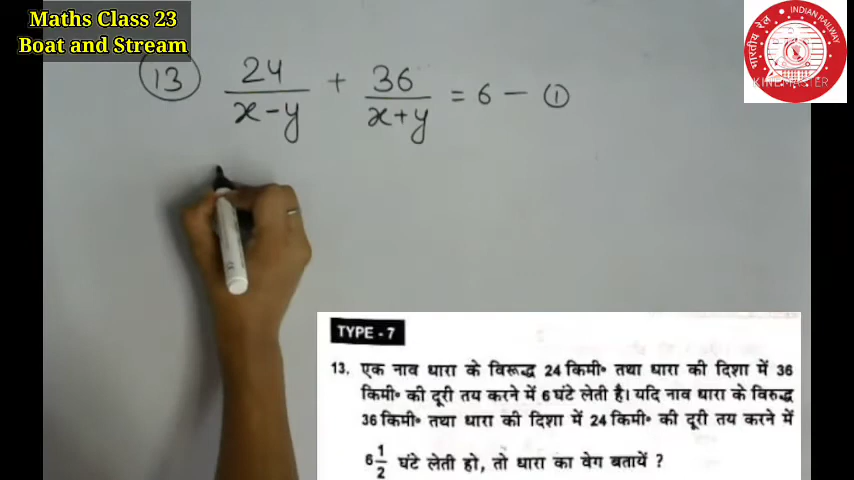 Maths Class 23
Boat and Stream
भारतीय रेल INDIAN RAILWAY
KINEMASTER
13 24/(x-y) + 36/(x+y) = 6 — ①
TYPE - 7
13. एक नाव धारा के विरूद्ध 24 किमी॰ तथा धारा की दिशा में 36
किमी॰ की दूरी तय करने में 6 घंटे लेती है। यदि नाव धारा के विरुद्ध
36 किमी॰ तथा धारा की दिशा में 24 किमी॰ की दूरी तय करने में
6 1/2 घंटे लेती हो, तो धारा का वेग बतायें ?